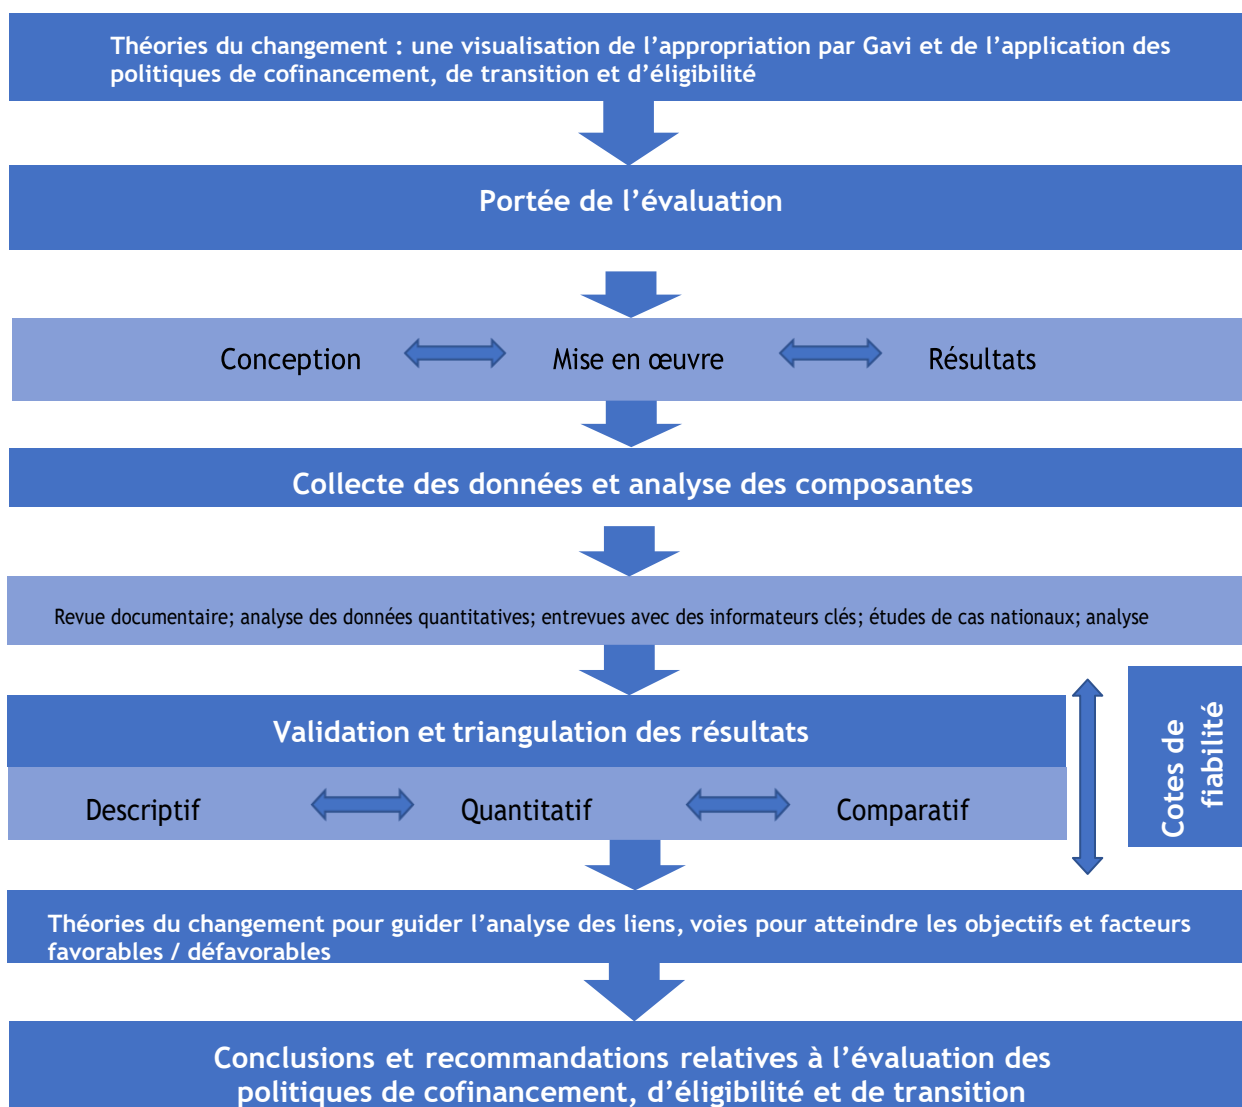 Théories du changement : une visualisation de l’appropriation par Gavi et de l’application des
politiques de cofinancement, de transition et d’éligibilité
Portée de l’évaluation
Conception Mise en œuvre Résultats
Collecte des données et analyse des composantes
Revue documentaire; analyse des données quantitatives; entrevues avec des informateurs clés; études de cas nationaux; analyse
Validation et triangulation des résultats
Descriptif Quantitatif Comparatif
Cotes de
fiabilité
Théories du changement pour guider l’analyse des liens, voies pour atteindre les objectifs et facteurs
favorables / défavorables
Conclusions et recommandations relatives à l’évaluation des
politiques de cofinancement, d’éligibilité et de transition